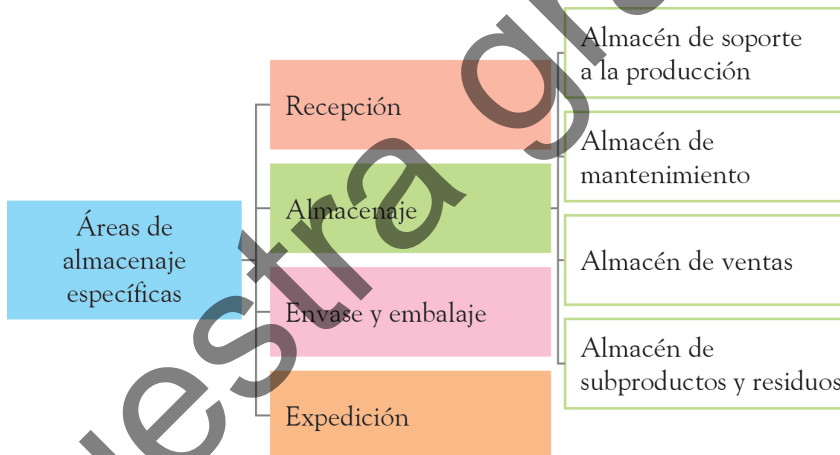 Áreas de
almacenaje
específicas
Recepción
Almacenaje
Envase y embalaje
Expedición
Almacén de soporte
a la producción
Almacén de
mantenimiento
Almacén de ventas
Almacén de
subproductos y residuos